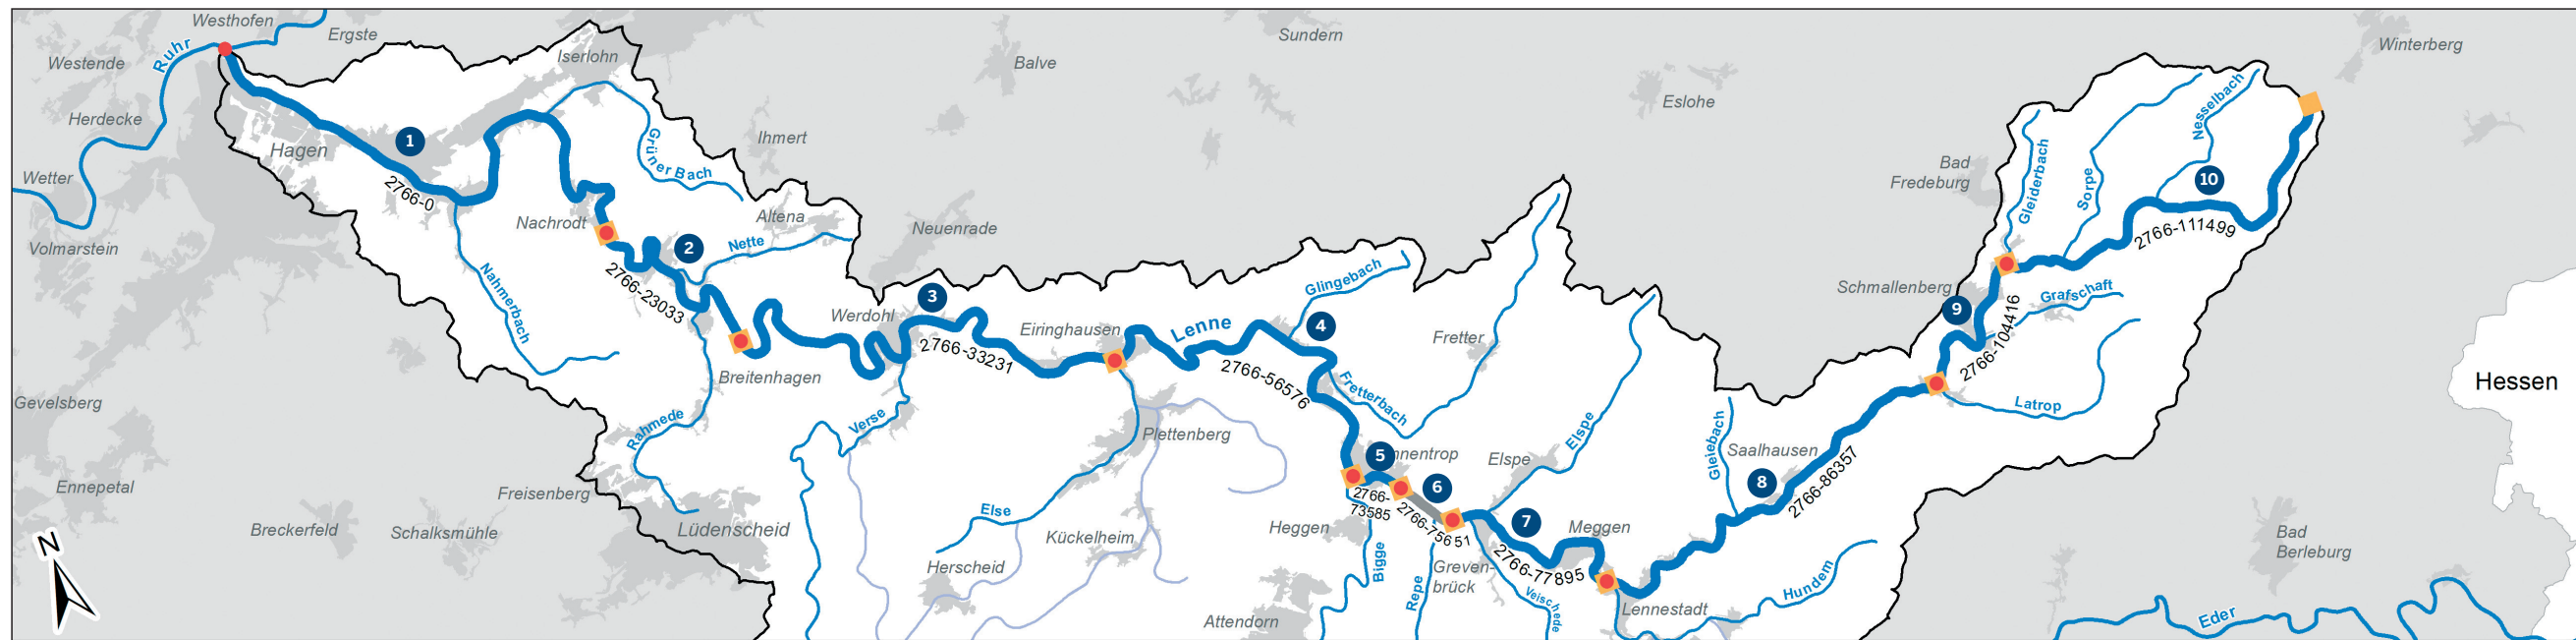 Westhofen
Ergste
Sundern
Winterberg
Ruhr
Westende
Iserlohn
Balve
Herdecke
Eslohe
Nesselbach
1
Hagen
Ihmert
Grüner Bach
Gleiderbach
Bad
Fredeburg
Sorpe
10
Wetter
2766-0
Nachrodt
Altena
Neuenrade
2766-111499
Volmarstein
2
Nette
2766-23033
Nahmerbach
Glingebach
Schmallenberg
Grafschaft
3
Werdohl
Eiringhausen
Lenne
4
Fretter
9
2766-104416
2766-33231
2766-56576
Breitenhagen
Hessen
Gevelsberg
Fretterbach
Latrop
Rahmede
Verse
Plettenberg
Elspe
Gleiebach
Saalhausen
5
nnentrop
Elspe
Ennepetal
Freisenberg
6
8
2766-86357
2766-
73585
2766-75651
7
Meggen
Breckerfeld
Schalksmühle
Lüdenscheid
Else
Kückelheim
Heggen
Bad
Berleburg
N
Herscheid
Bigge
Repe
Greven-
brück
2766-77895
Veischede
Hundem
Attendorn
Lennestadt
Eder